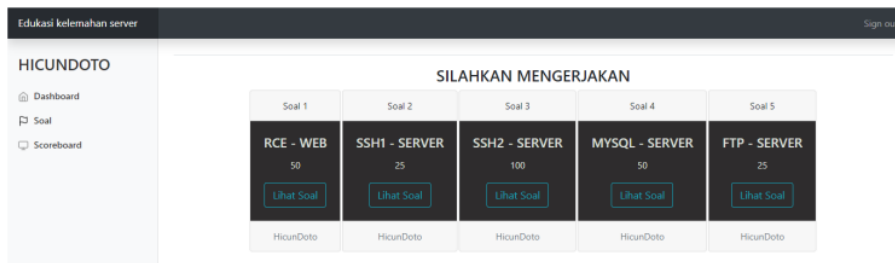 Edukasi kelemahan server
HICUNDOTO
Dashboard
Soal
Scoreboard
SILAHKAN MENGERJAKAN
Soal 1
RCE - WEB
50
Lihat Soal
HicunDoto
Soal 2
SSH1 - SERVER
25
Lihat Soal
HicunDoto
Soal 3
SSH2 - SERVER
100
Lihat Soal
HicunDoto
Soal 4
MYSQL - SERVER
50
Lihat Soal
HicunDoto
Soal 5
FTP - SERVER
25
Lihat Soal
HicunDoto